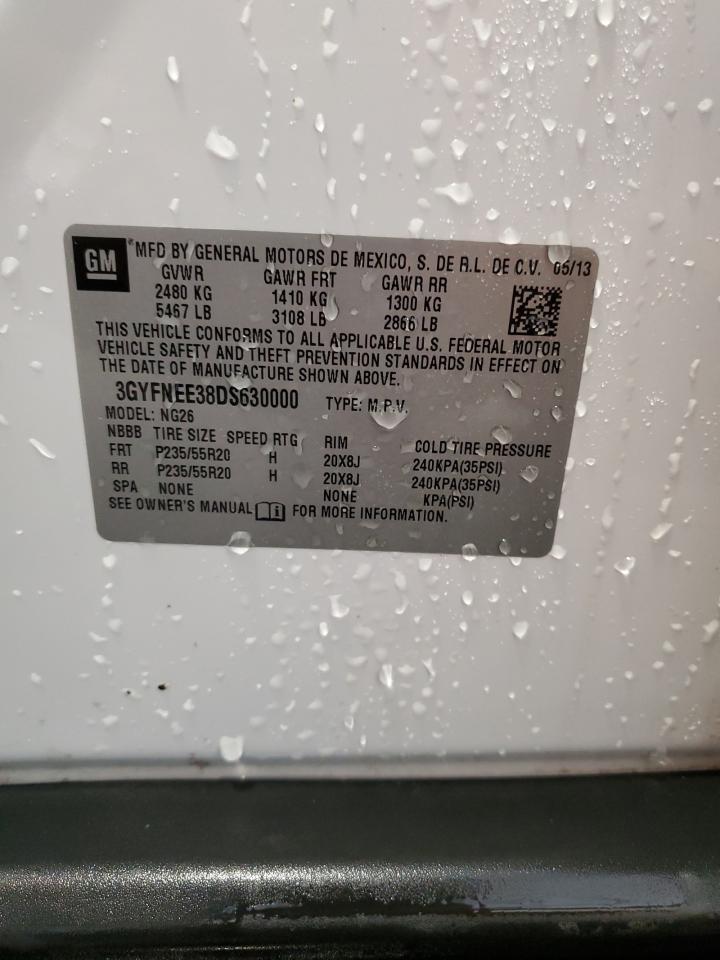 GM *MFD BY GENERAL MOTORS DE MEXICO, S. DE R.L. DE C.V. 06/13
GVWR GAWR FRT GAWR RR
2480 KG 1410 KG 1300 KG
5467 LB 3108 LB 2866 LB
THIS VEHICLE CONFORMS TO ALL APPLICABLE U.S. FEDERAL MOTOR
VEHICLE SAFETY AND THEFT PREVENTION STANDARDS IN EFFECT ON
THE DATE OF MANUFACTURE SHOWN ABOVE.
3GYFNEE38DS630000 TYPE: M.P.V.
MODEL: NG26
NBBB TIRE SIZE SPEED RTG RIM COLD TIRE PRESSURE
FRT P235/55R20 H 20X8J 240KPA(35PSI)
RR P235/55R20 H 20X8J 240KPA(35PSI)
SPA NONE NONE KPA(PSI)
SEE OWNER'S MANUAL FOR MORE INFORMATION.